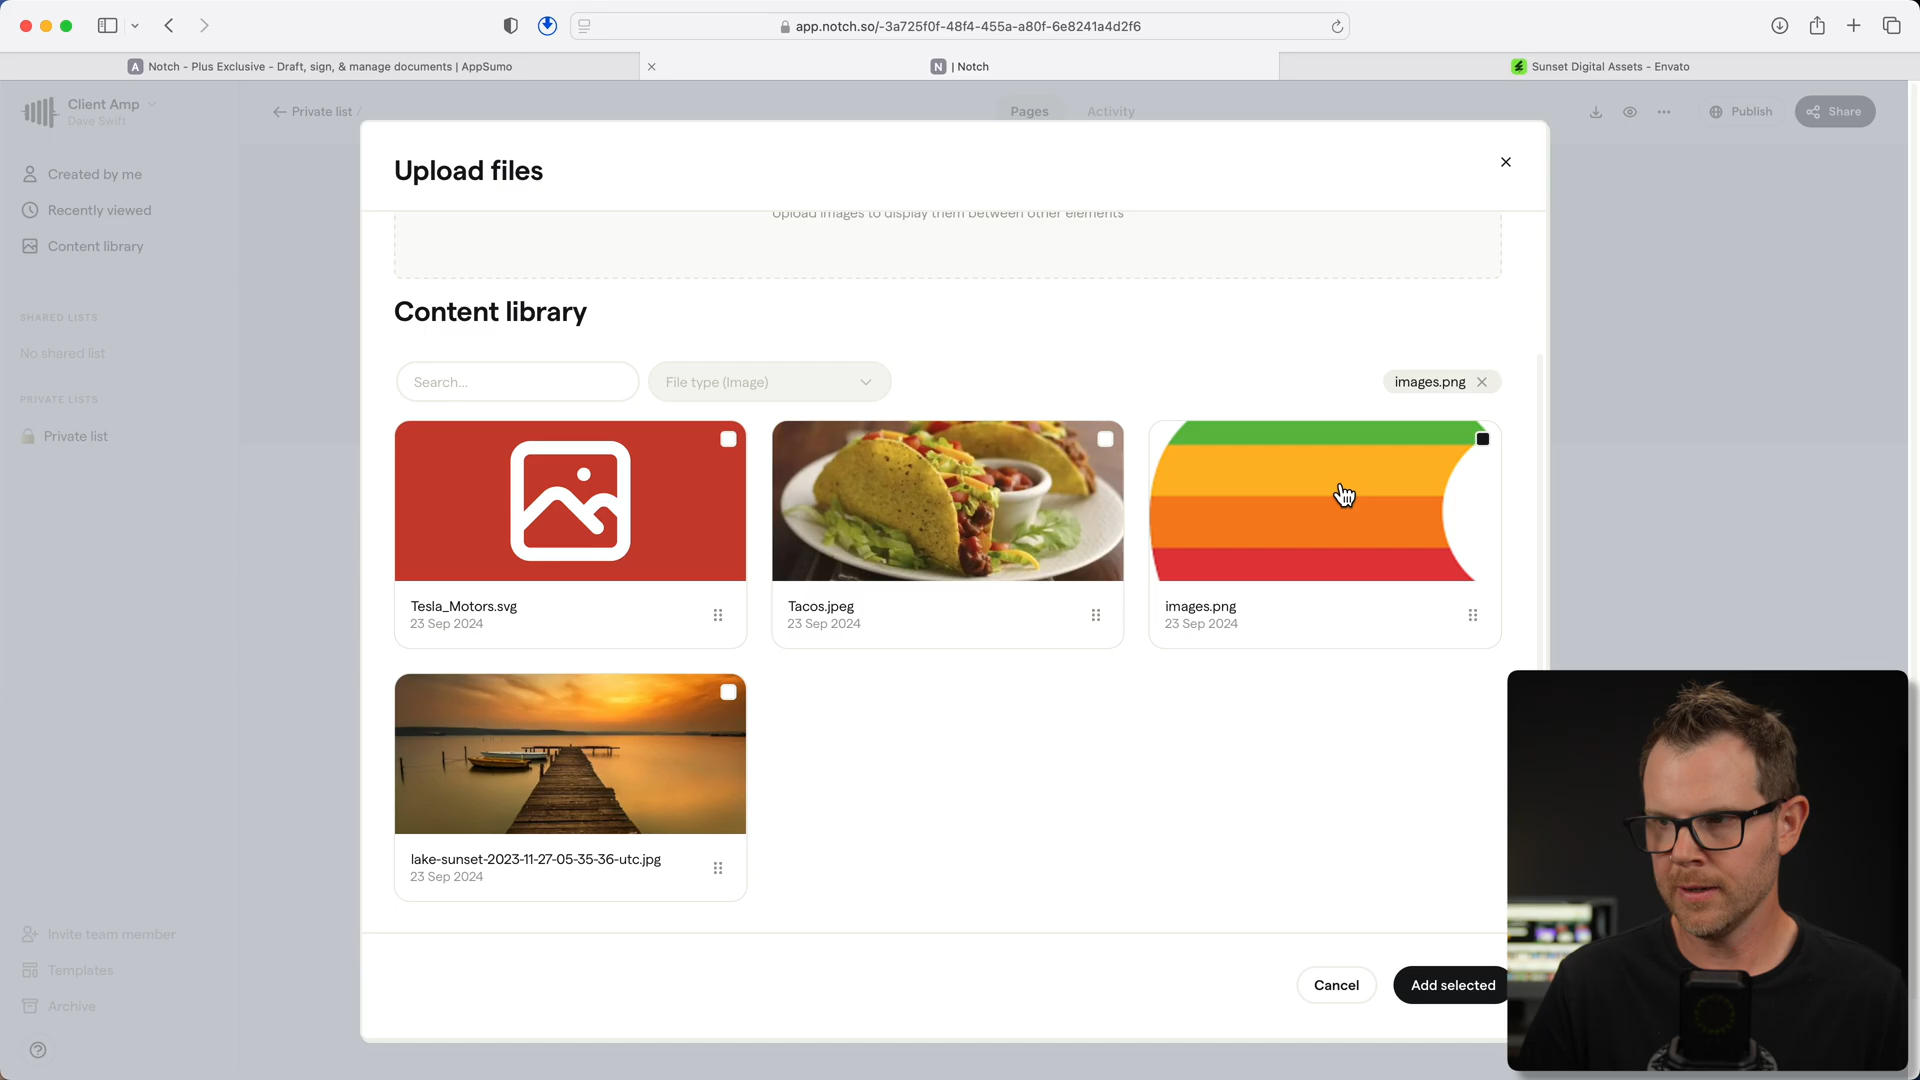 app.notch.so/-3a725f0f-48f4-455a-a80f-6e8241a4d2f6
A Notch - Plus Exclusive - Draft, sign, & manage documents | AppSumo
N | Notch
Sunset Digital Assets - Envato
Client Amp
Dave Swift
Private list /
Pages
Activity
Publish
Share
Created by me
Recently viewed
Content library
SHARED LISTS
No shared list
PRIVATE LISTS
Private list
Invite team member
Templates
Archive
Upload files
Upload images to display them between other elements
Content library
Search...
File type (Image)
images.png
Tesla_Motors.svg
23 Sep 2024
Tacos.jpeg
23 Sep 2024
images.png
23 Sep 2024
lake-sunset-2023-11-27-05-35-36-utc.jpg
23 Sep 2024
Cancel
Add selected